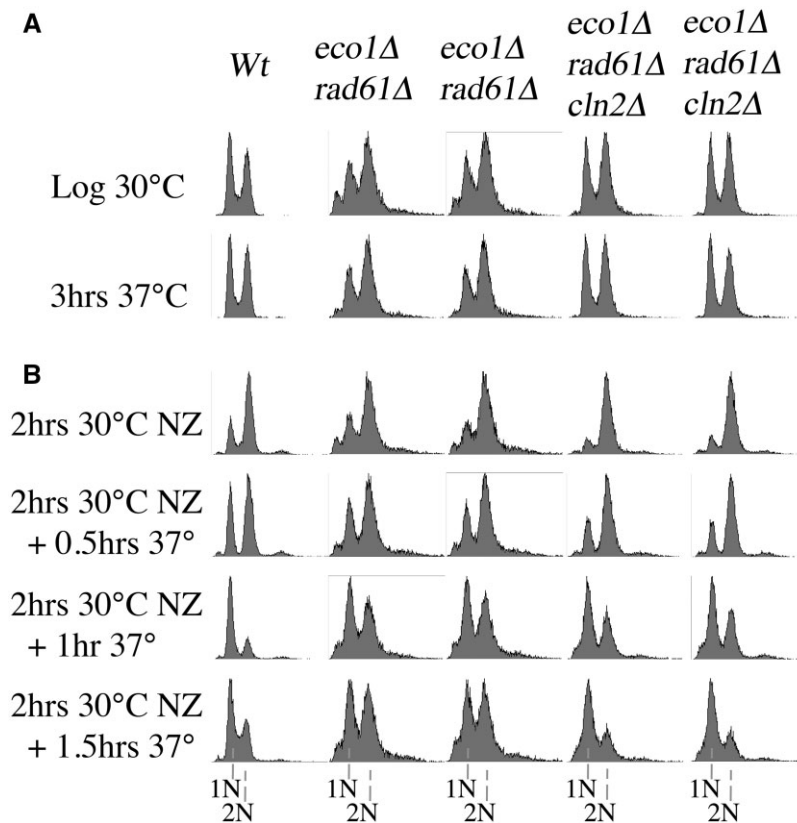 A
Wt
eco1Δ
rad61Δ
eco1Δ
rad61Δ
eco1Δ
rad61Δ
cln2Δ
eco1Δ
rad61Δ
cln2Δ
Log 30°C
3hrs 37°C
B
2hrs 30°C NZ
2hrs 30°C NZ
+ 0.5hrs 37°
2hrs 30°C NZ
+ 1hr 37°
2hrs 30°C NZ
+ 1.5hrs 37°
1N 1N 1N 1N 1N
2N 2N 2N 2N 2N